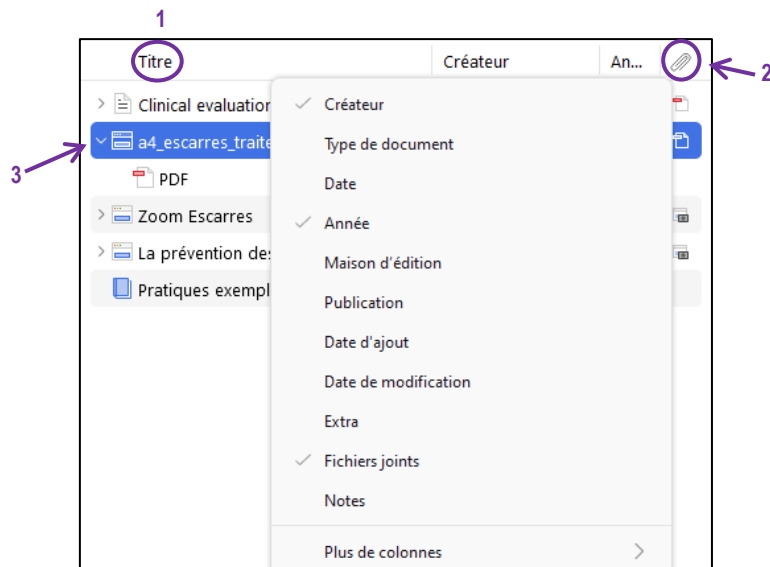 1
Titre Créateur An...
2
Clinical evaluation
Créateur
3
a4_escarres_traite
Type de document
PDF
Date
Zoom Escarres
Année
La prévention des
Maison d'édition
Pratiques exempl
Publication
Date d'ajout
Date de modification
Extra
Fichiers joints
Notes
Plus de colonnes